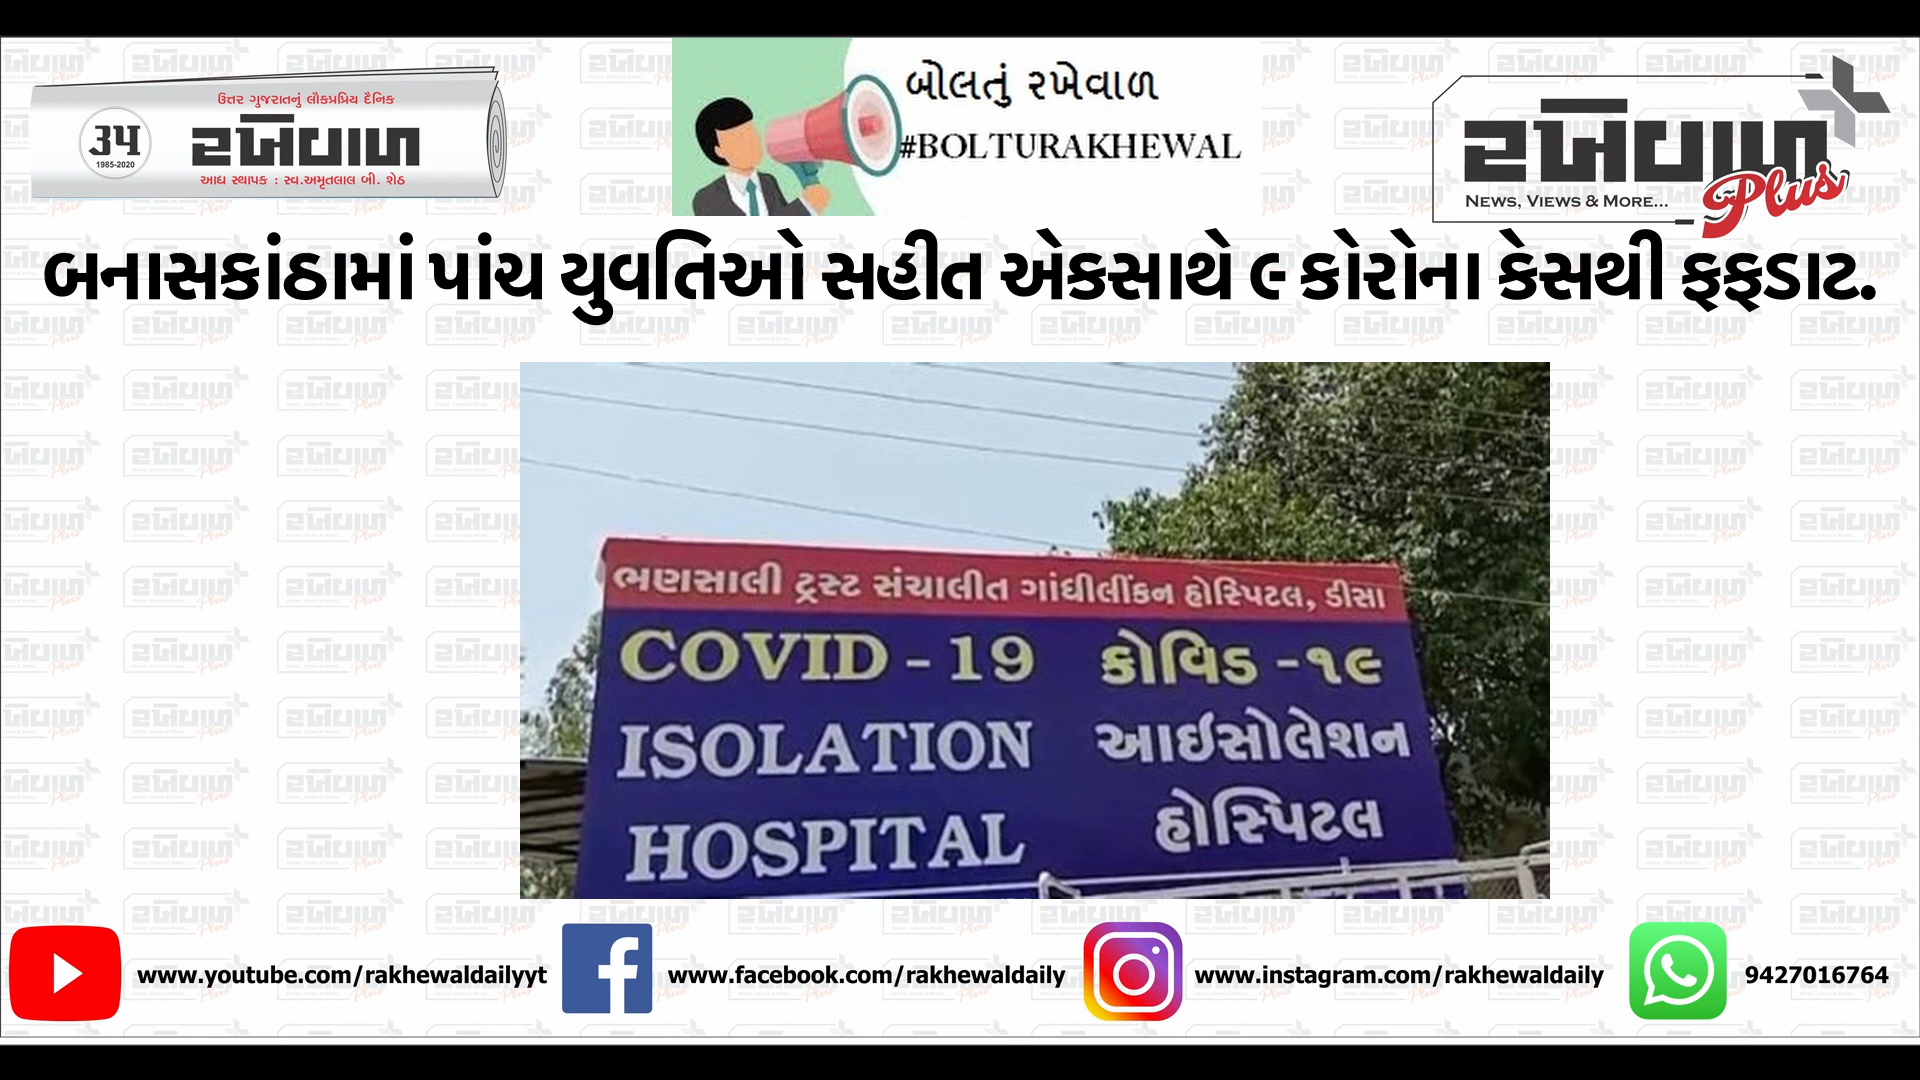 ઉત્તર ગુજરાતનું લોકપ્રિય દૈનિક
૩૫
1985-2020
રખેવાળ
આદ્ય સ્થાપક : સ્વ.અમૃતલાલ બી. શેઠ
બોલતું રખેવાળ
#BOLTURAKHEWAL
રખેવાળ
Plus
NEWS, VIEWS & MORE...
બનાસકાંઠામાં પાંચ યુવતિઓ સહીત એકસાથે ૯ કોરોના કેસથી ફફડાટ.
ભણસાલી ટ્રસ્ટ સંચાલીત ગાંધીલીંકન હોસ્પિટલ, ડીસા
COVID - 19 કોવિડ -૧૯
ISOLATION આઈસોલેશન
HOSPITAL હોસ્પિટલ
www.youtube.com/rakhewaldailyyt
www.facebook.com/rakhewaldaily
www.instagram.com/rakhewaldaily
9427016764